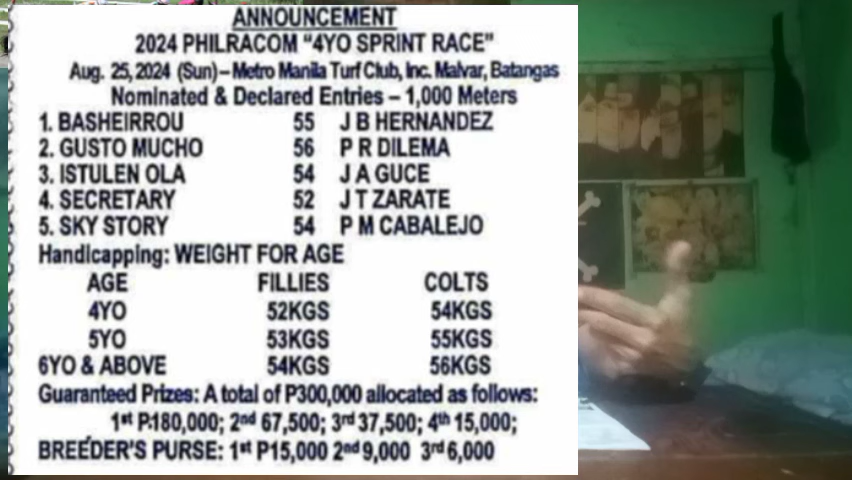 ANNOUNCEMENT
2024 PHILRACOM "4YO SPRINT RACE"
Aug. 25, 2024 (Sun) – Metro Manila Turf Club, Inc. Malvar, Batangas
Nominated & Declared Entries – 1,000 Meters
1. BASHEIRROU 55 J B HERNANDEZ
2. GUSTO MUCHO 56 P R DILEMA
3. ISTULEN OLA 54 J A GUCE
4. SECRETARY 52 J T ZARATE
5. SKY STORY 54 P M CABALEJO
Handicapping: WEIGHT FOR AGE
AGE FILLIES COLTS
4YO 52KGS 54KGS
5YO 53KGS 55KGS
6YO & ABOVE 54KGS 56KGS
Guaranteed Prizes: A total of P300,000 allocated as follows:
1st P.180,000; 2nd 67,500; 3rd 37,500; 4th 15,000;
BREEDER'S PURSE: 1st P15,000 2nd 9,000 3rd 6,000